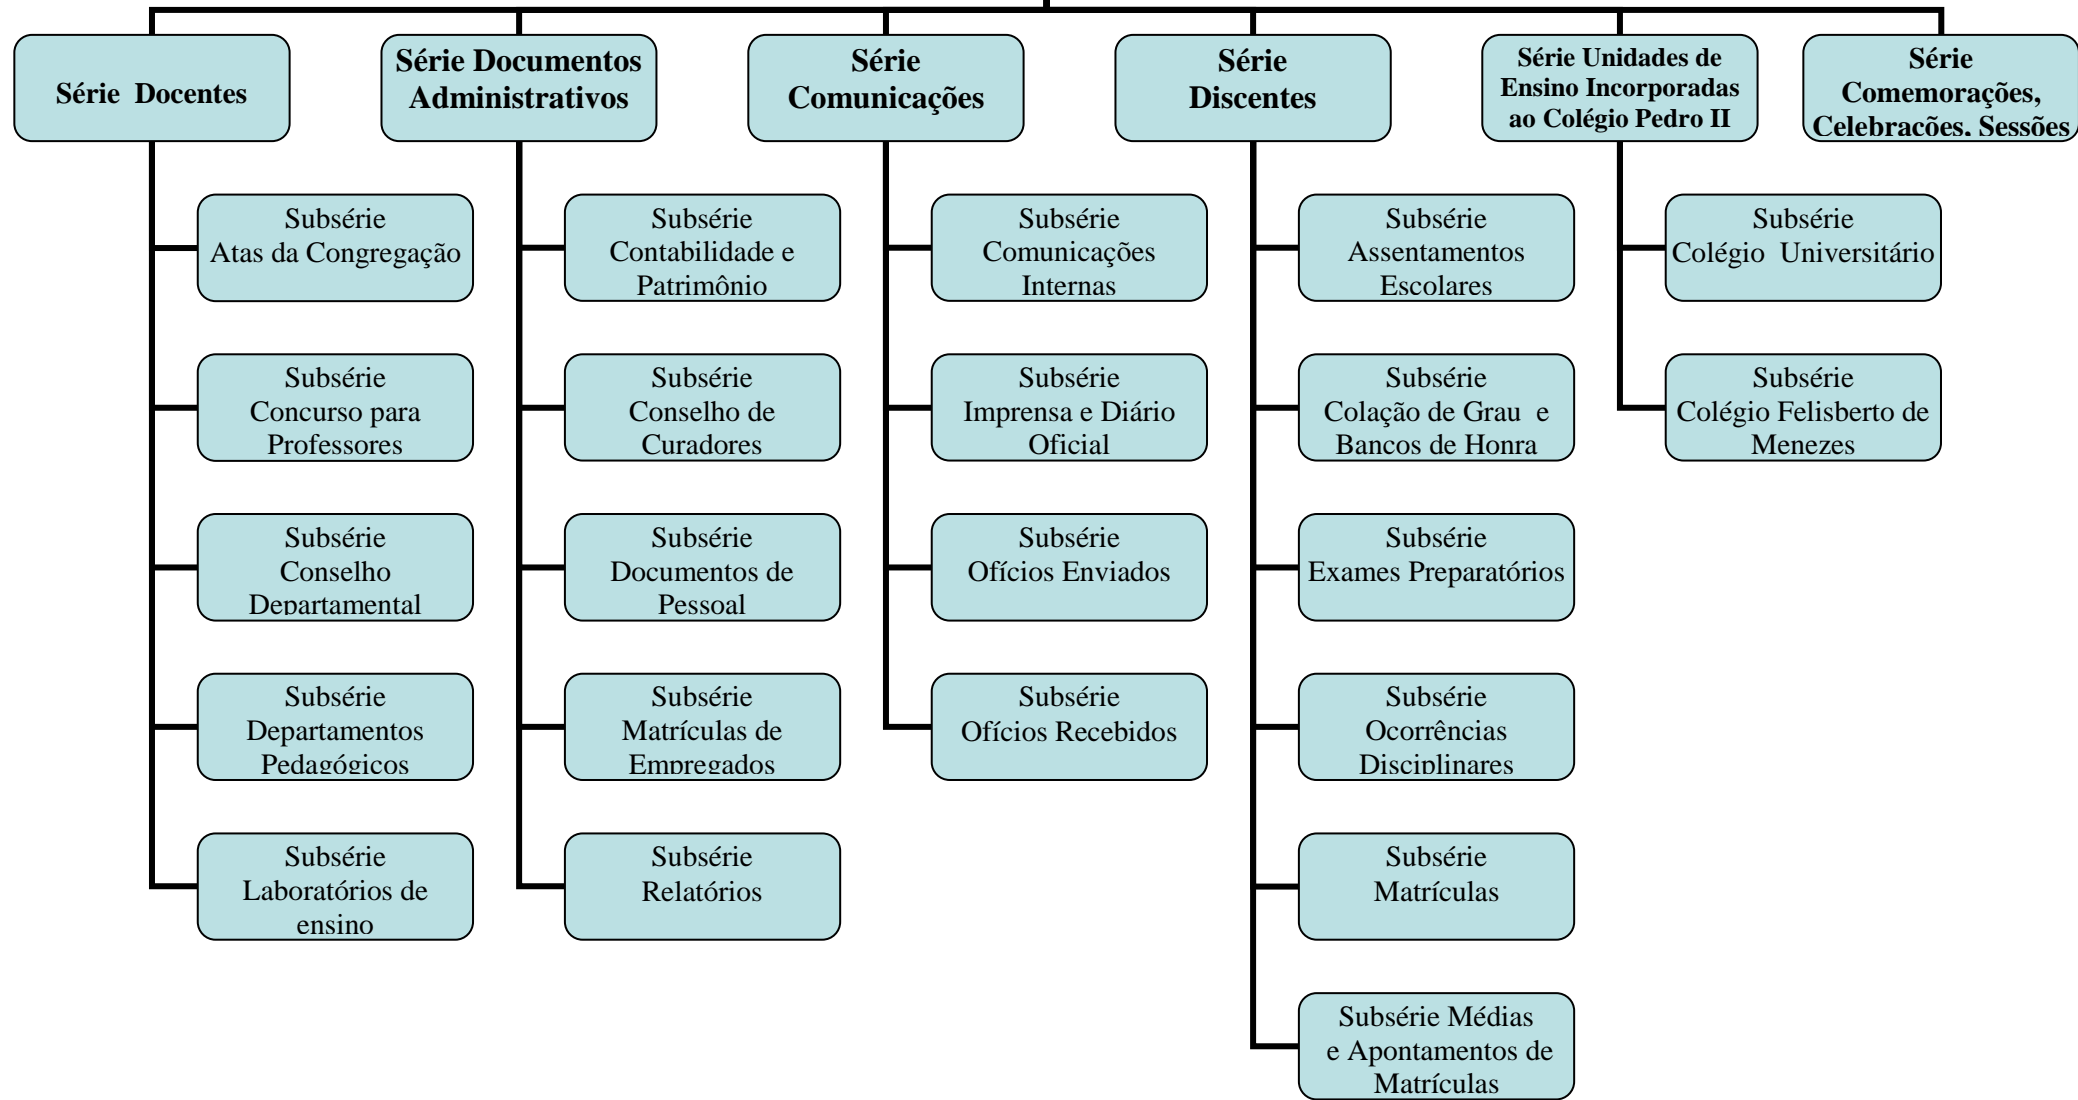 Série Docentes
Subsérie
Atas da Congregação
Subsérie
Concurso para
Professores
Subsérie
Conselho
Departamental
Subsérie
Departamentos
Pedagógicos
Subsérie
Laboratórios de
ensino
Série Documentos
Administrativos
Subsérie
Contabilidade e
Patrimônio
Subsérie
Conselho de
Curadores
Subsérie
Documentos de
Pessoal
Subsérie
Matrículas de
Empregados
Subsérie
Relatórios
Série
Comunicações
Subsérie
Comunicações
Internas
Subsérie
Imprensa e Diário
Oficial
Subsérie
Ofícios Enviados
Subsérie
Ofícios Recebidos
Série
Discentes
Subsérie
Assentamentos
Escolares
Subsérie
Colação de Grau e
Bancos de Honra
Subsérie
Exames Preparatórios
Subsérie
Ocorrências
Disciplinares
Subsérie
Matrículas
Subsérie Médias
e Apontamentos de
Matrículas
Série Unidades de
Ensino Incorporadas
ao Colégio Pedro II
Subsérie
Colégio Universitário
Subsérie
Colégio Felisberto de
Menezes
Série
Comemorações,
Celebrações, Sessões